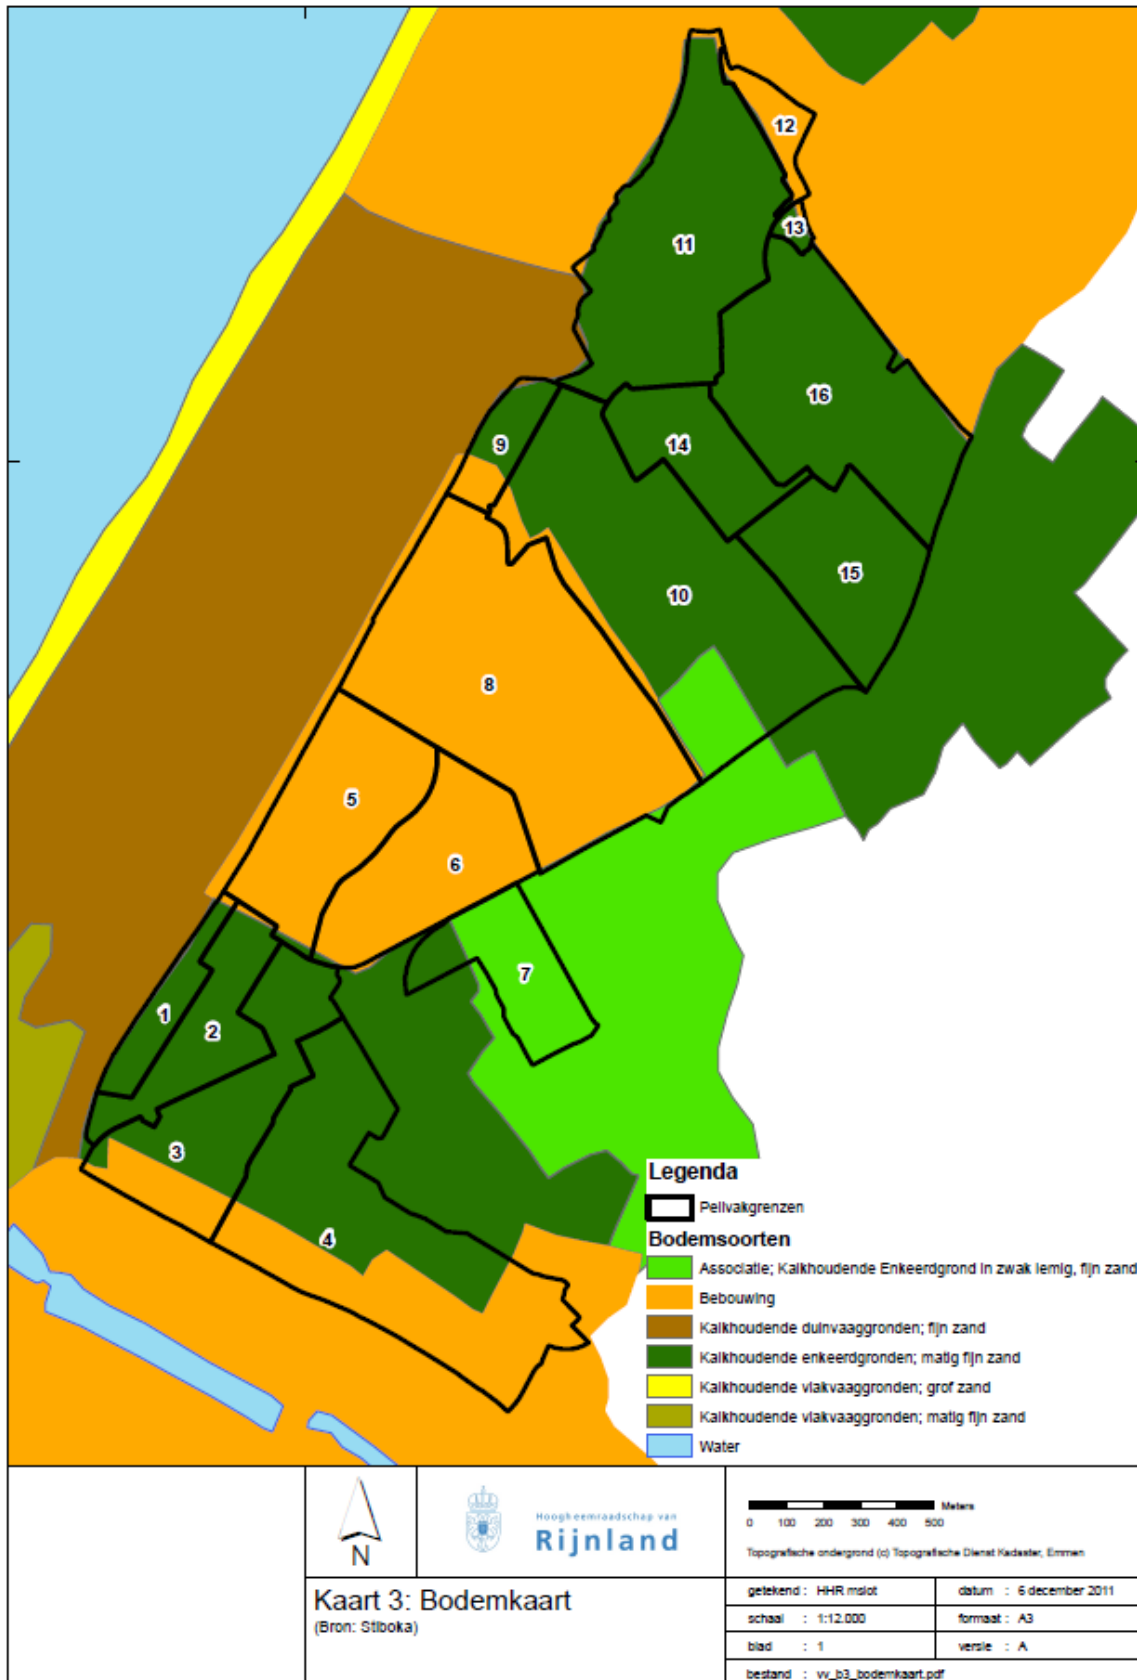 12
13
11
16
9
14
15
10
8
5
6
7
1
2
3
4
Legenda
Peilvakgrenzen
Bodemsoorten
Associatie; Kalkhoudende Enkeerdgrond in zwak lemig, fijn zand
Bebouwing
Kalkhoudende duinvaaggronden; fijn zand
Kalkhoudende enkeerdgronden; matig fijn zand
Kalkhoudende vlakvaaggronden; grof zand
Kalkhoudende vlakvaaggronden; matig fijn zand
Water
N
Hoogheemraadschap van
Rijnland
Meters
0 100 200 300 400 500
Topografische ondergrond (c) Topografische Dienst Kadaster, Emmen
Kaart 3: Bodemkaart
(Bron: Stiboka)
getekend : HHR mslot datum : 6 december 2011
schaal : 1:12.000 formaat : A3
blad : 1 versie : A
bestand : vv_b3_bodemkaart.pdf